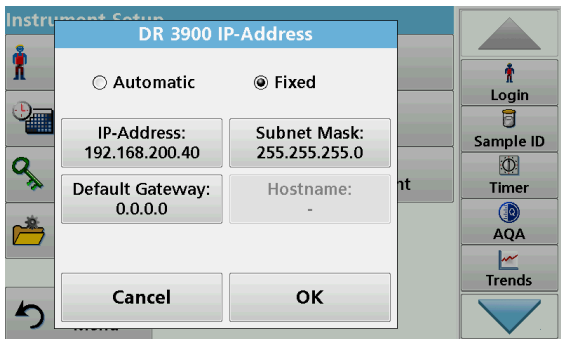 Instrument Setup
DR 3900 IP-Address
Automatic
Fixed
IP-Address:
192.168.200.40
Subnet Mask:
255.255.255.0
Default Gateway:
0.0.0.0
Hostname:
-
Cancel
OK
nt
Menu
Login
Sample ID
Timer
AQA
Trends